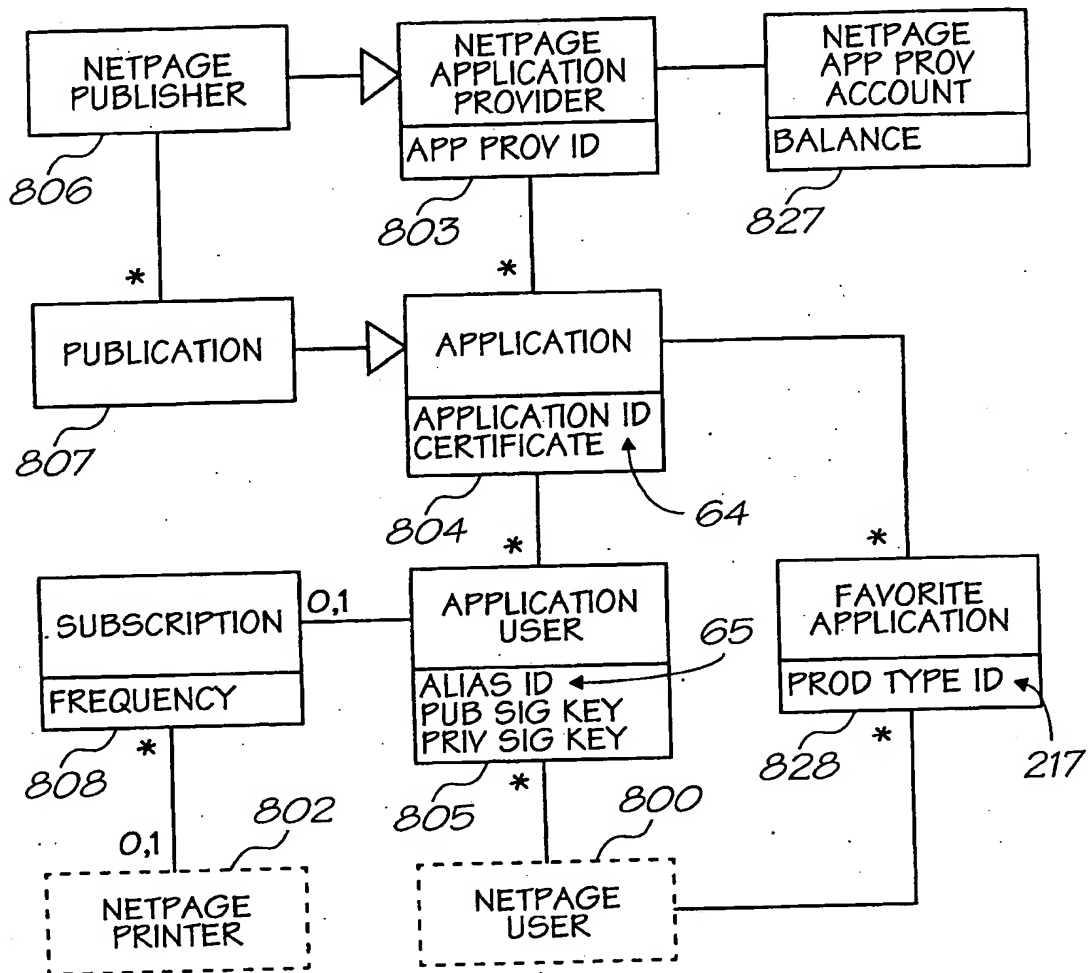 NETPAGE
PUBLISHER
806
NETPAGE
APPLICATION
PROVIDER
APP PROV ID
803
NETPAGE
APP PROV
ACCOUNT
BALANCE
827
*
*
PUBLICATION
807
APPLICATION
APPLICATION ID
CERTIFICATE
804
64
*
*
SUBSCRIPTION
FREQUENCY
808
0,1
APPLICATION
USER
ALIAS ID
PUB SIG KEY
PRIV SIG KEY
805
65
FAVORITE
APPLICATION
PROD TYPE ID
828
217
*
*
*
0,1
802
NETPAGE
PRINTER
800
NETPAGE
USER